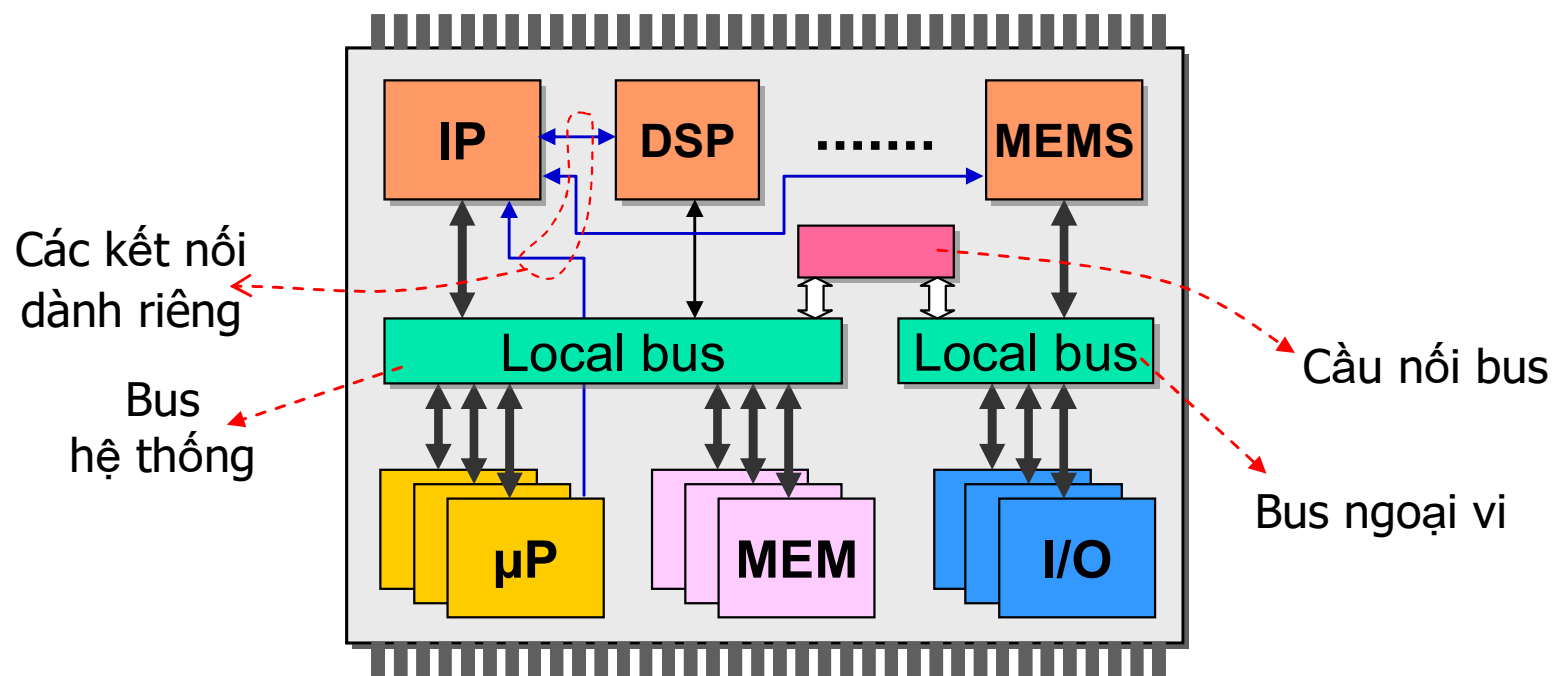 IP
DSP
.......
MEMS
Các kết nối
dành riêng
Local bus
Local bus
Cầu nối bus
Bus
hệ thống
Bus ngoại vi
µP
MEM
I/O